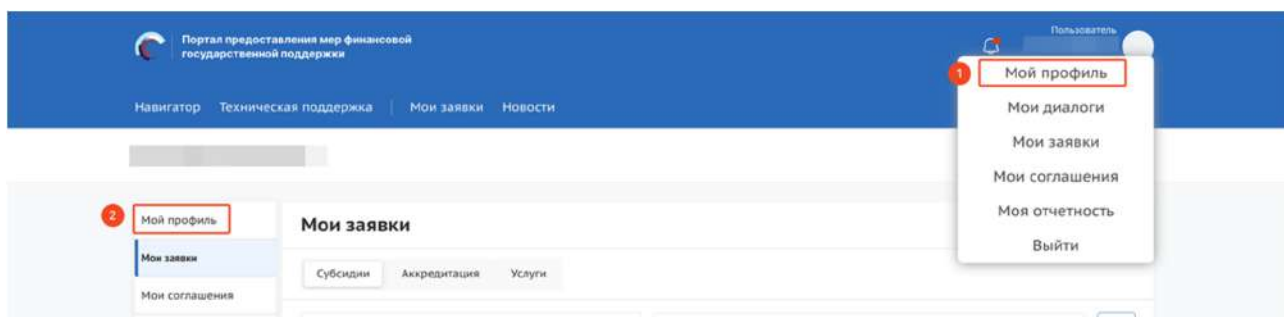 Портал предоставления мер финансовой
государственной поддержки
Пользователь
Навигатор Техническая поддержка | Мои заявки Новости
1 Мой профиль
Мои диалоги
Мои заявки
Мои соглашения
Моя отчетность
Выйти
2 Мой профиль
Мои заявки
Мои соглашения
Мои заявки
Субсидии Аккредитация Услуги